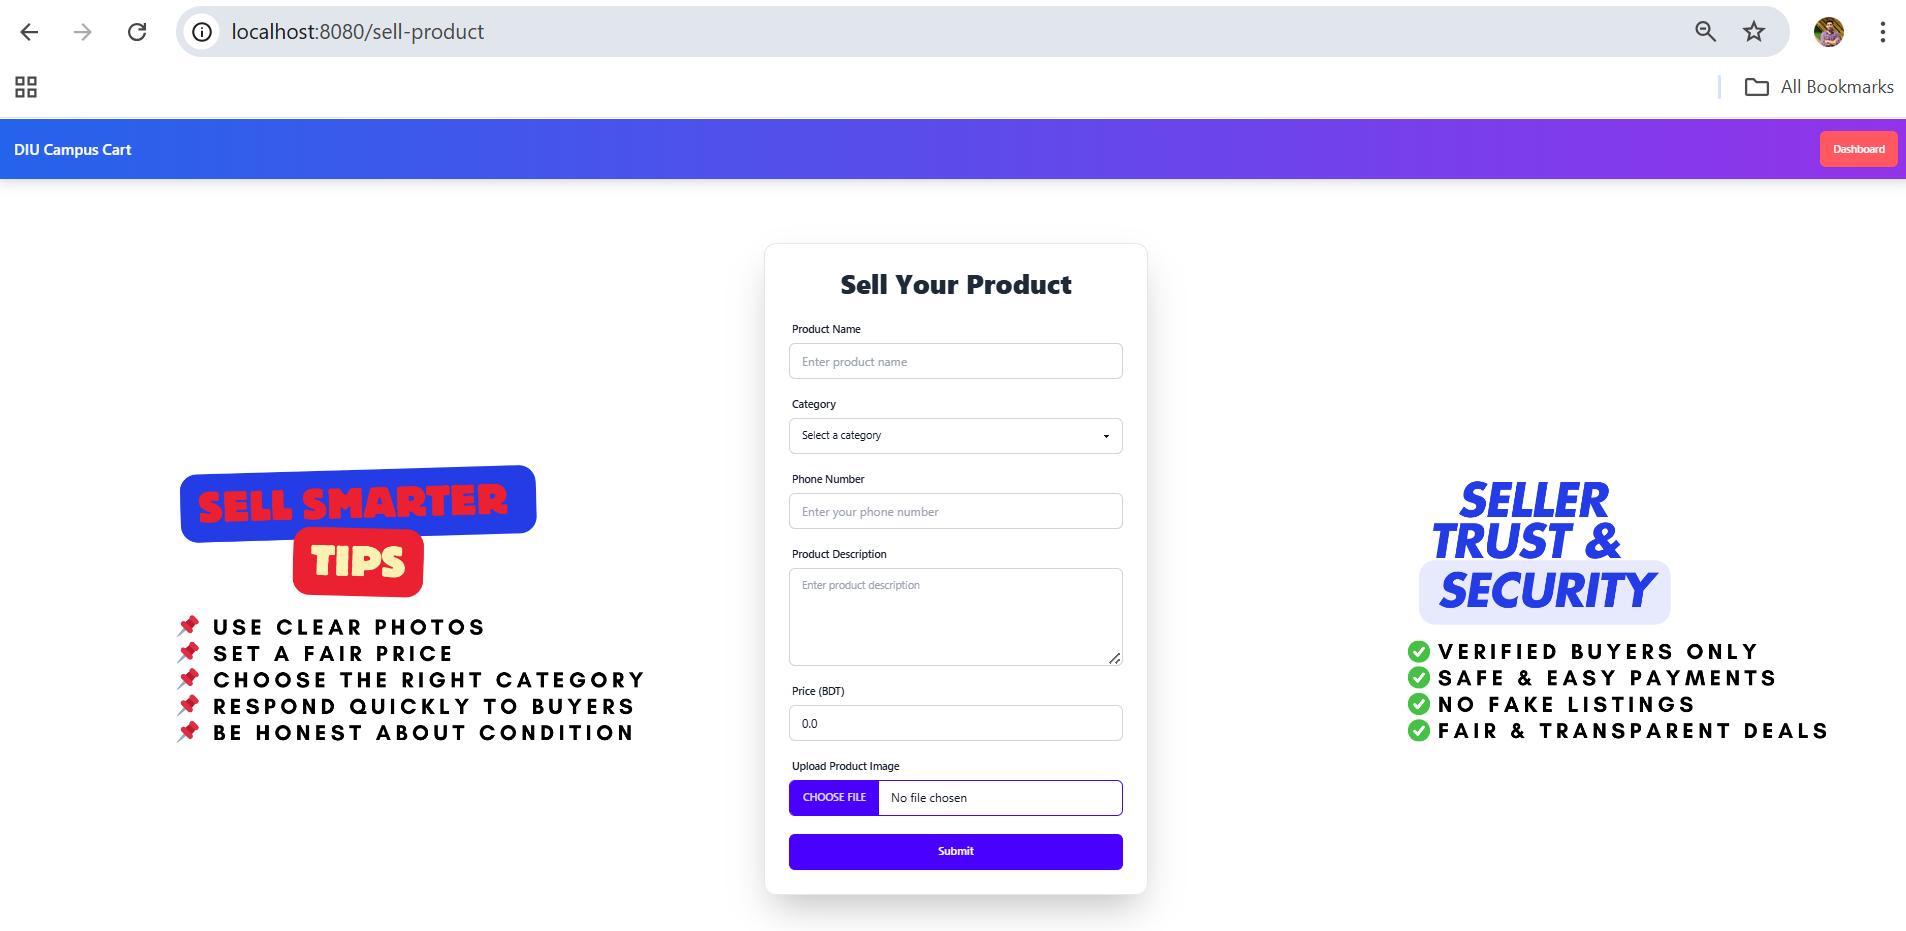 localhost:8080/sell-product
All Bookmarks
DIU Campus Cart
Dashboard
SELL SMARTER
TIPS
USE CLEAR PHOTOS
SET A FAIR PRICE
CHOOSE THE RIGHT CATEGORY
RESPOND QUICKLY TO BUYERS
BE HONEST ABOUT CONDITION
Sell Your Product
Product Name
Enter product name
Category
Select a category
Phone Number
Enter your phone number
Product Description
Enter product description
Price (BDT)
0.0
Upload Product Image
CHOOSE FILE No file chosen
Submit
SELLER
TRUST &
SECURITY
VERIFIED BUYERS ONLY
SAFE & EASY PAYMENTS
NO FAKE LISTINGS
FAIR & TRANSPARENT DEALS